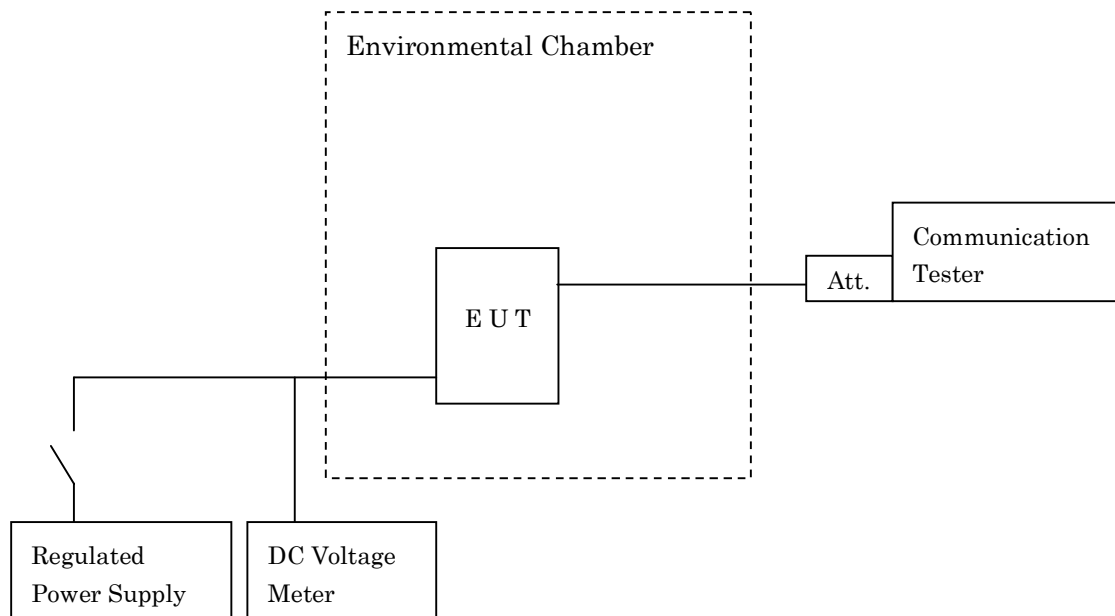 Environmental Chamber
Communication
Tester
Att.
E U T
Regulated
Power Supply
DC Voltage
Meter